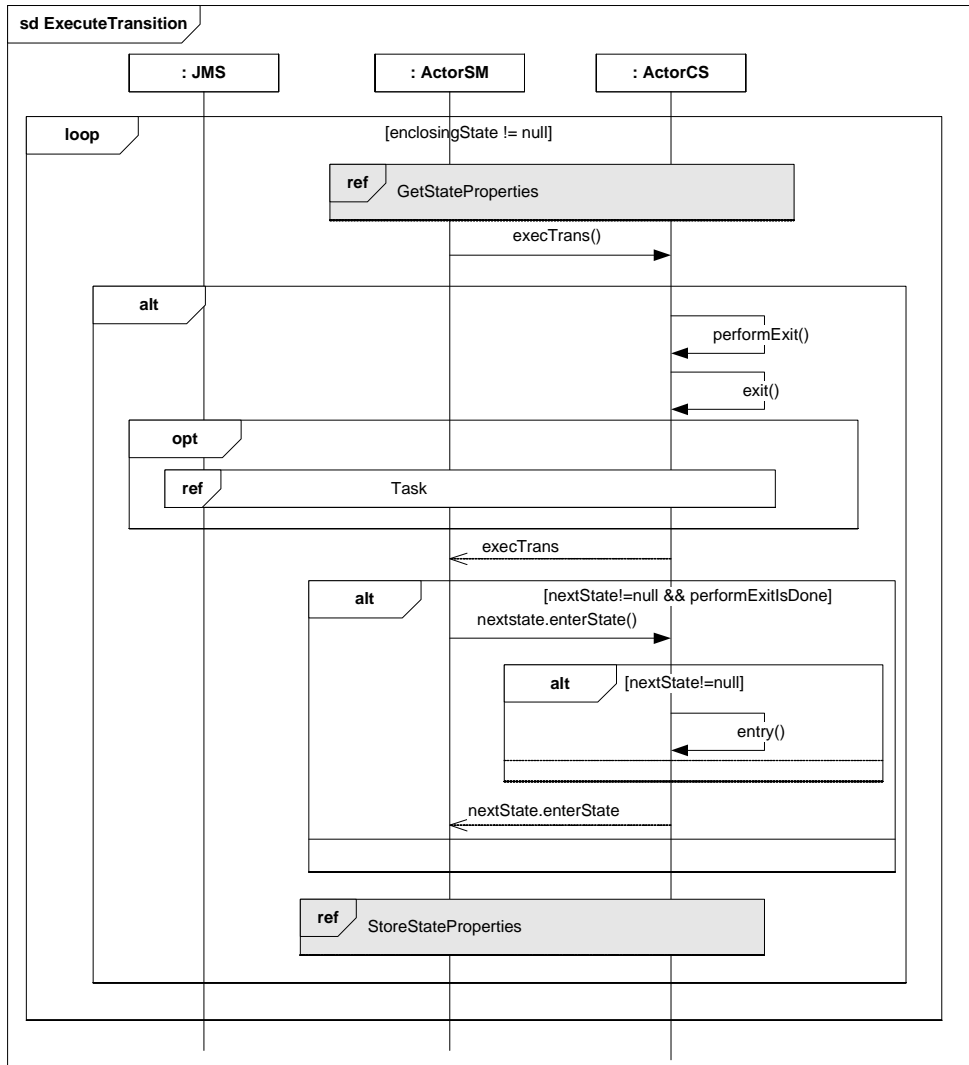 sd ExecuteTransition
: JMS
: ActorSM
: ActorCS
loop
[enclosingState != null]
ref
GetStateProperties
execTrans()
alt
performExit()
exit()
opt
ref
Task
execTrans
alt
[nextState!=null && performExitIsDone]
nextstate.enterState()
alt
[nextState!=null]
entry()
nextState.enterState
ref
StoreStateProperties